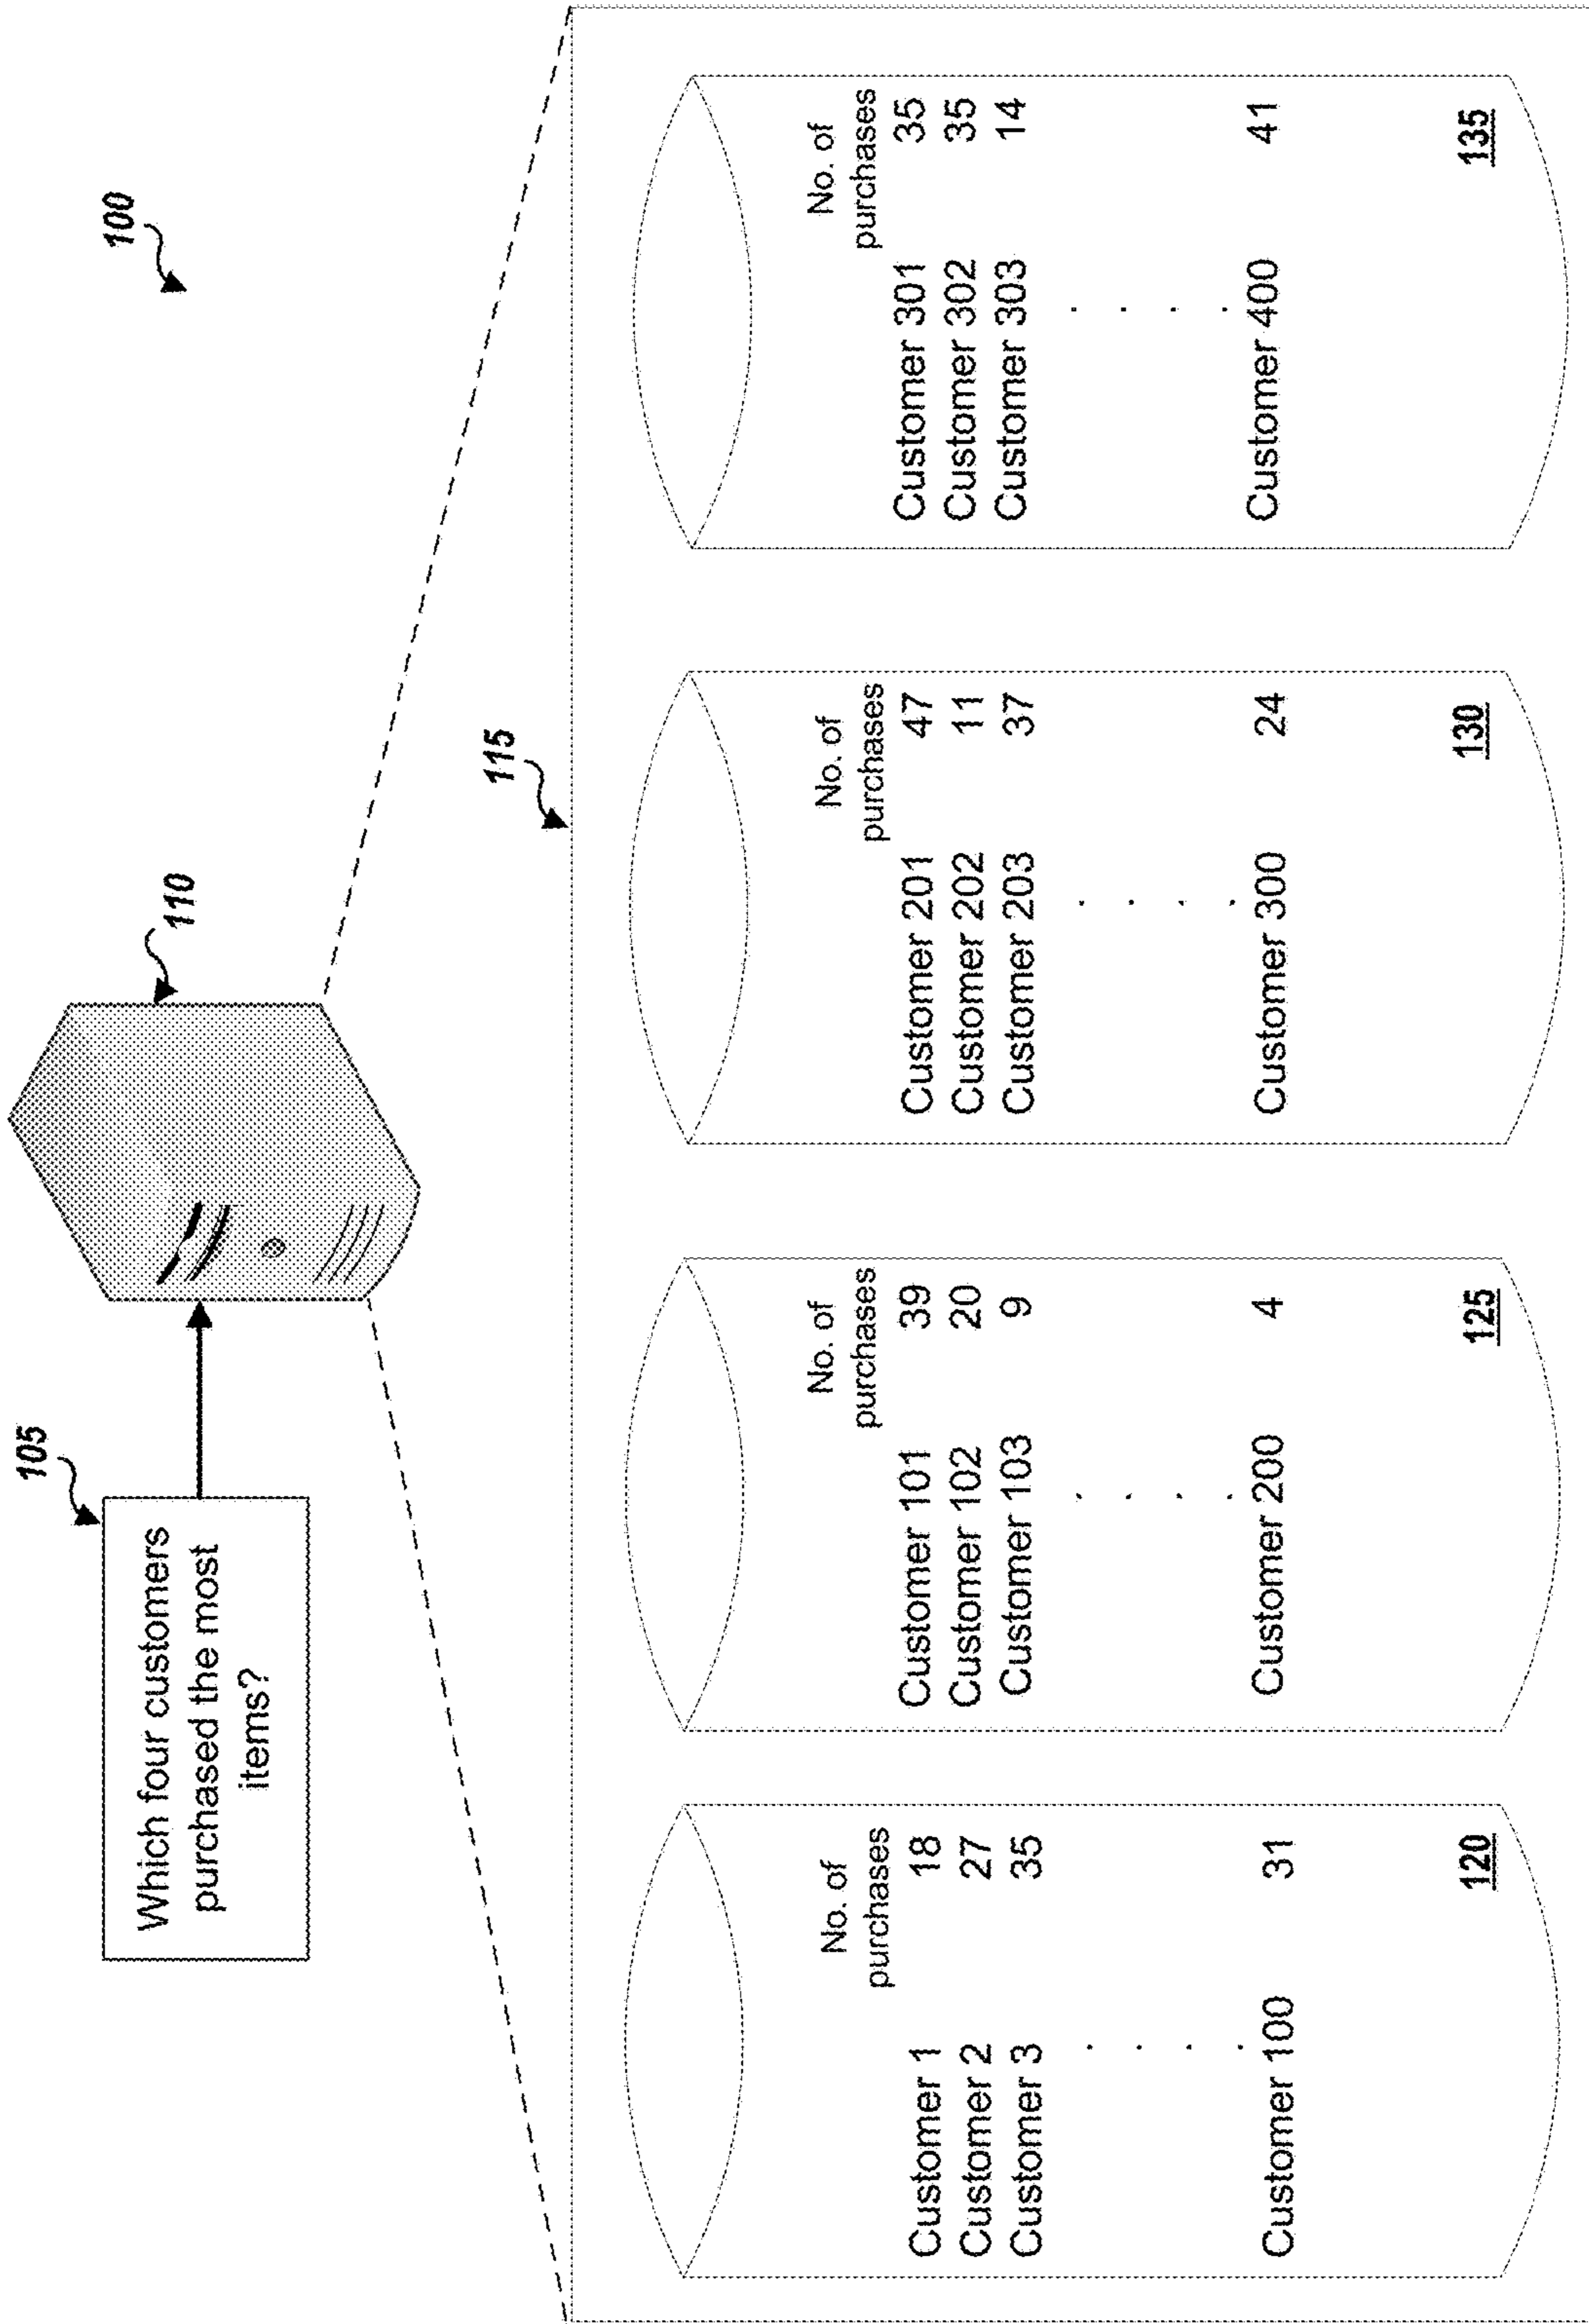 100
105
Which four customers
purchased the most
items?
110
115
No. of
purchases
Customer 1 18
Customer 2 27
Customer 3 35
Customer 100 31
120
No. of
purchases
Customer 101 39
Customer 102 20
Customer 103 9
Customer 200 4
125
No. of
purchases
Customer 201 47
Customer 202 11
Customer 203 37
Customer 300 24
130
No. of
purchases
Customer 301 35
Customer 302 35
Customer 303 14
Customer 400 41
135